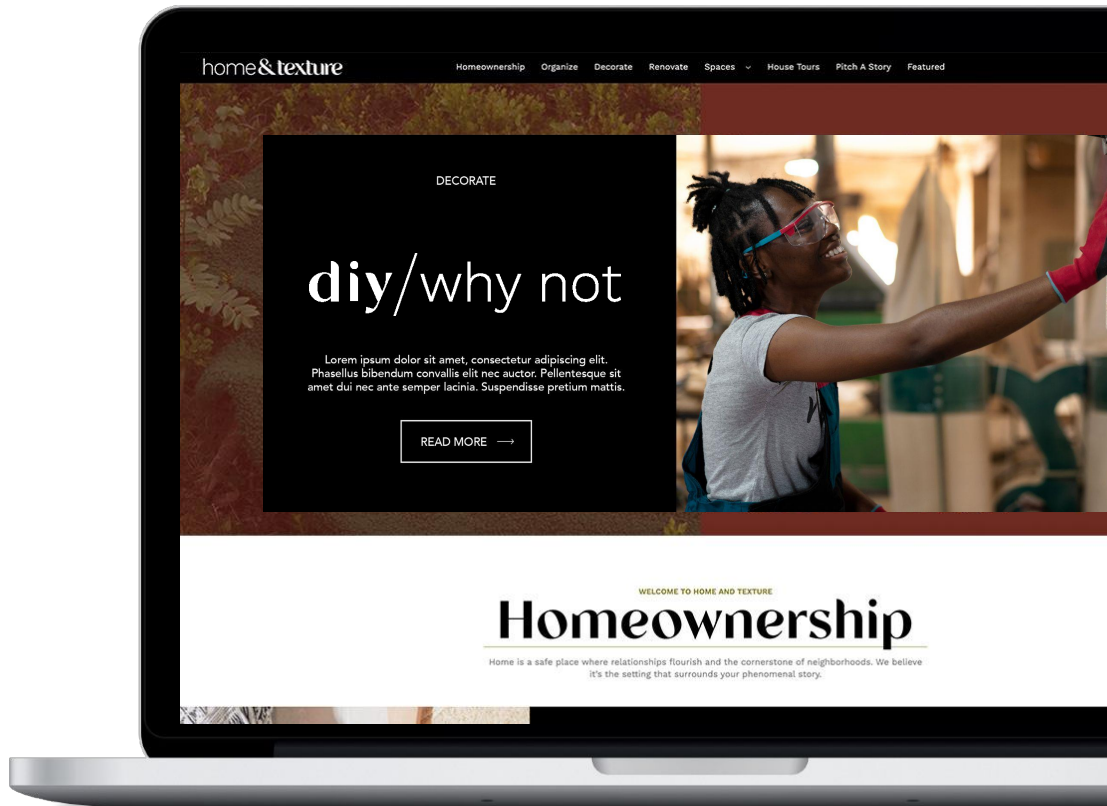 home&texture
Homeownership Organize Decorate Renovate Spaces House Tours Pitch A Story Featured
DECORATE
diy/why not
Lorem ipsum dolor sit amet, consectetur adipiscing elit.
Phasellus bibendum convallis elit nec auctor. Pellentesque sit
amet dui nec ante semper lacinia. Suspendisse pretium mattis.
READ MORE →
WELCOME TO HOME AND TEXTURE
Homeownership
Home is a safe place where relationships flourish and the cornerstone of neighborhoods. We believe
it's the setting that surrounds your phenomenal story.